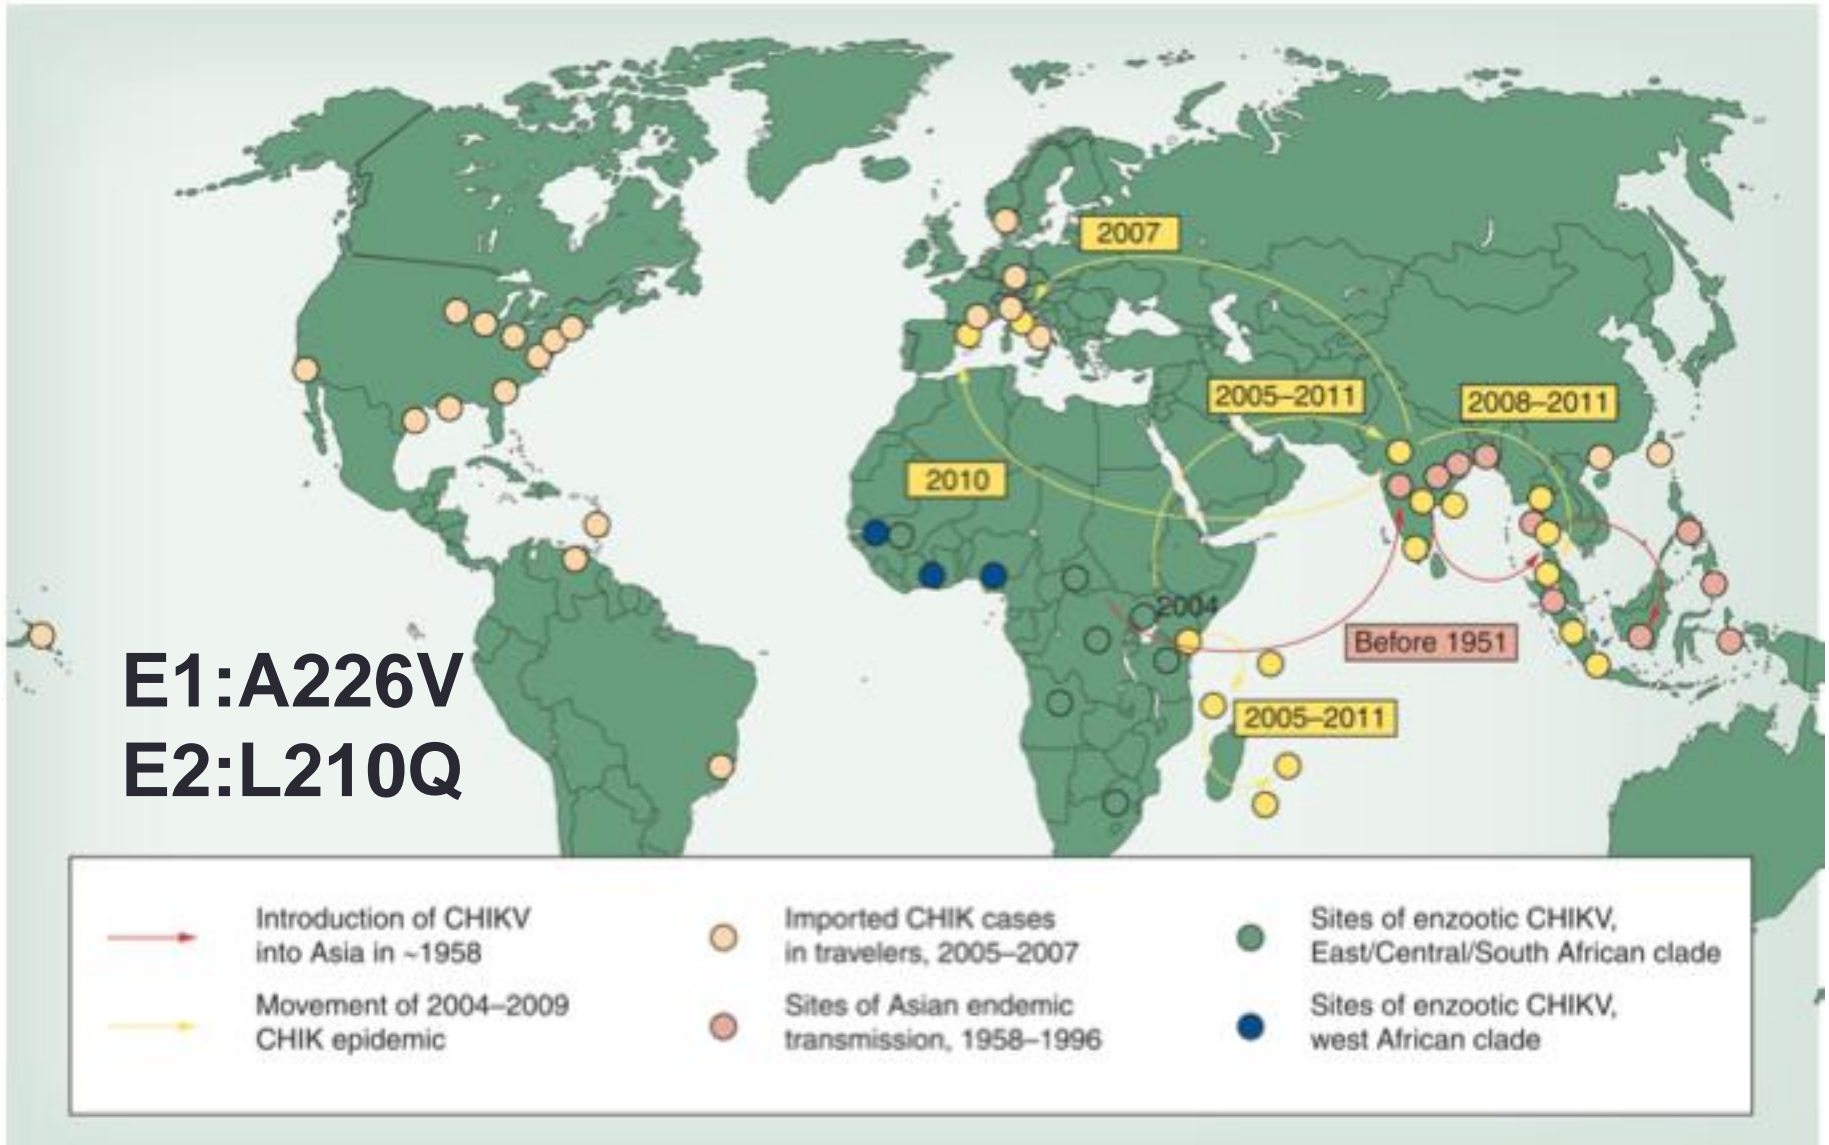 2007
2005–2011
2008–2011
2010
2004
Before 1951
2005–2011
E1:A226V
E2:L210Q
Introduction of CHIKV
into Asia in ~1958
Movement of 2004–2009
CHIK epidemic
Imported CHIK cases
in travelers, 2005–2007
Sites of Asian endemic
transmission, 1958–1996
Sites of enzootic CHIKV,
East/Central/South African clade
Sites of enzootic CHIKV,
west African clade